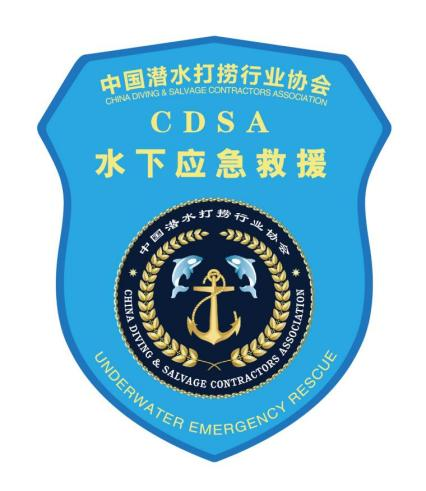 中国潜水打捞行业协会
CHINA DIVING & SALVAGE CONTRACTORS ASSOCIATION
CDSA
水下应急救援
中国潜水打捞行业协会
CHINA DIVING & SALVAGE CONTRACTORS ASSOCIATION
UNDERWATER EMERGENCY RESCUE